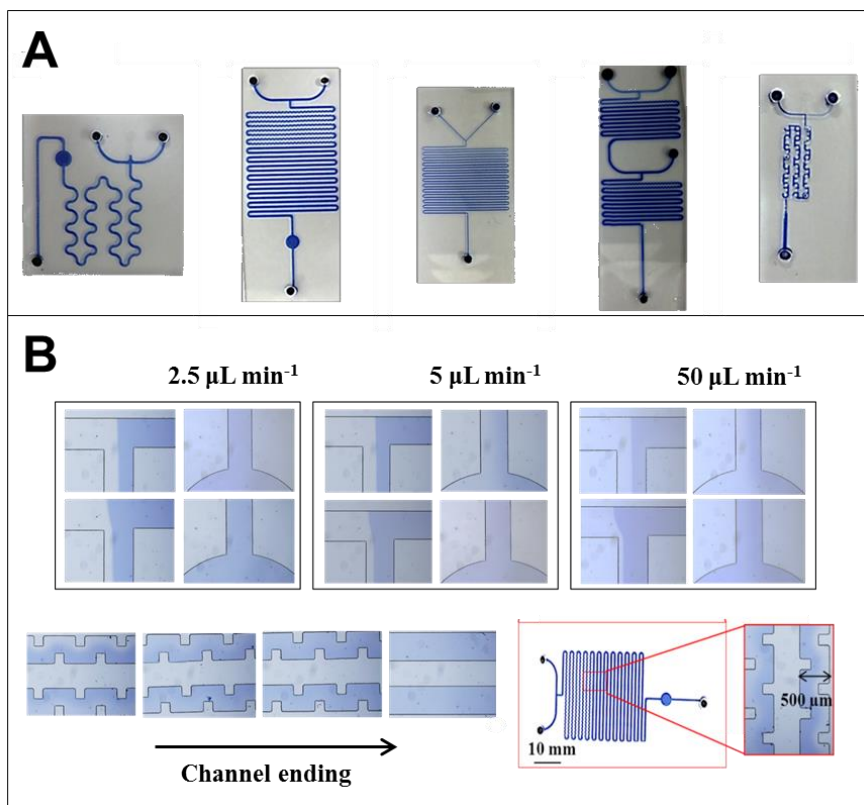 A
B
2.5 µL min⁻¹
5 µL min⁻¹
50 µL min⁻¹
500 µm
10 mm
Channel ending